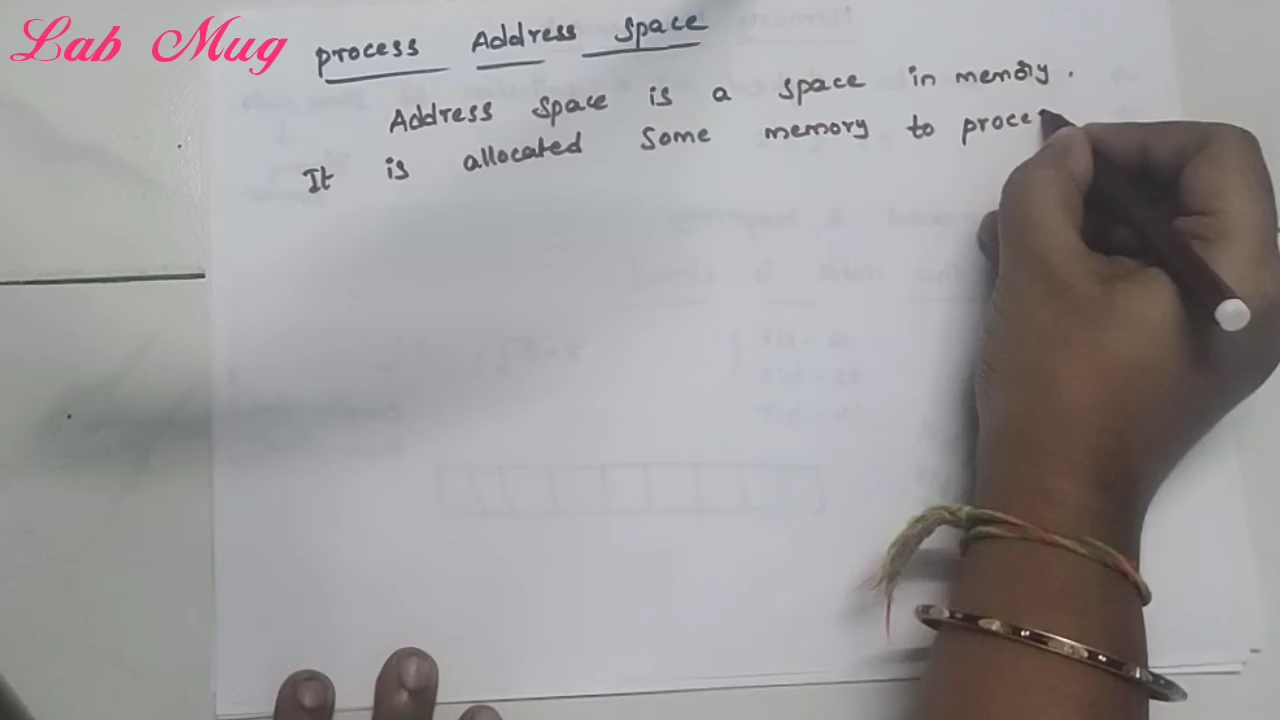 Lab Mug
process Address Space
Address space is a space in memory.
It is allocated some memory to proce